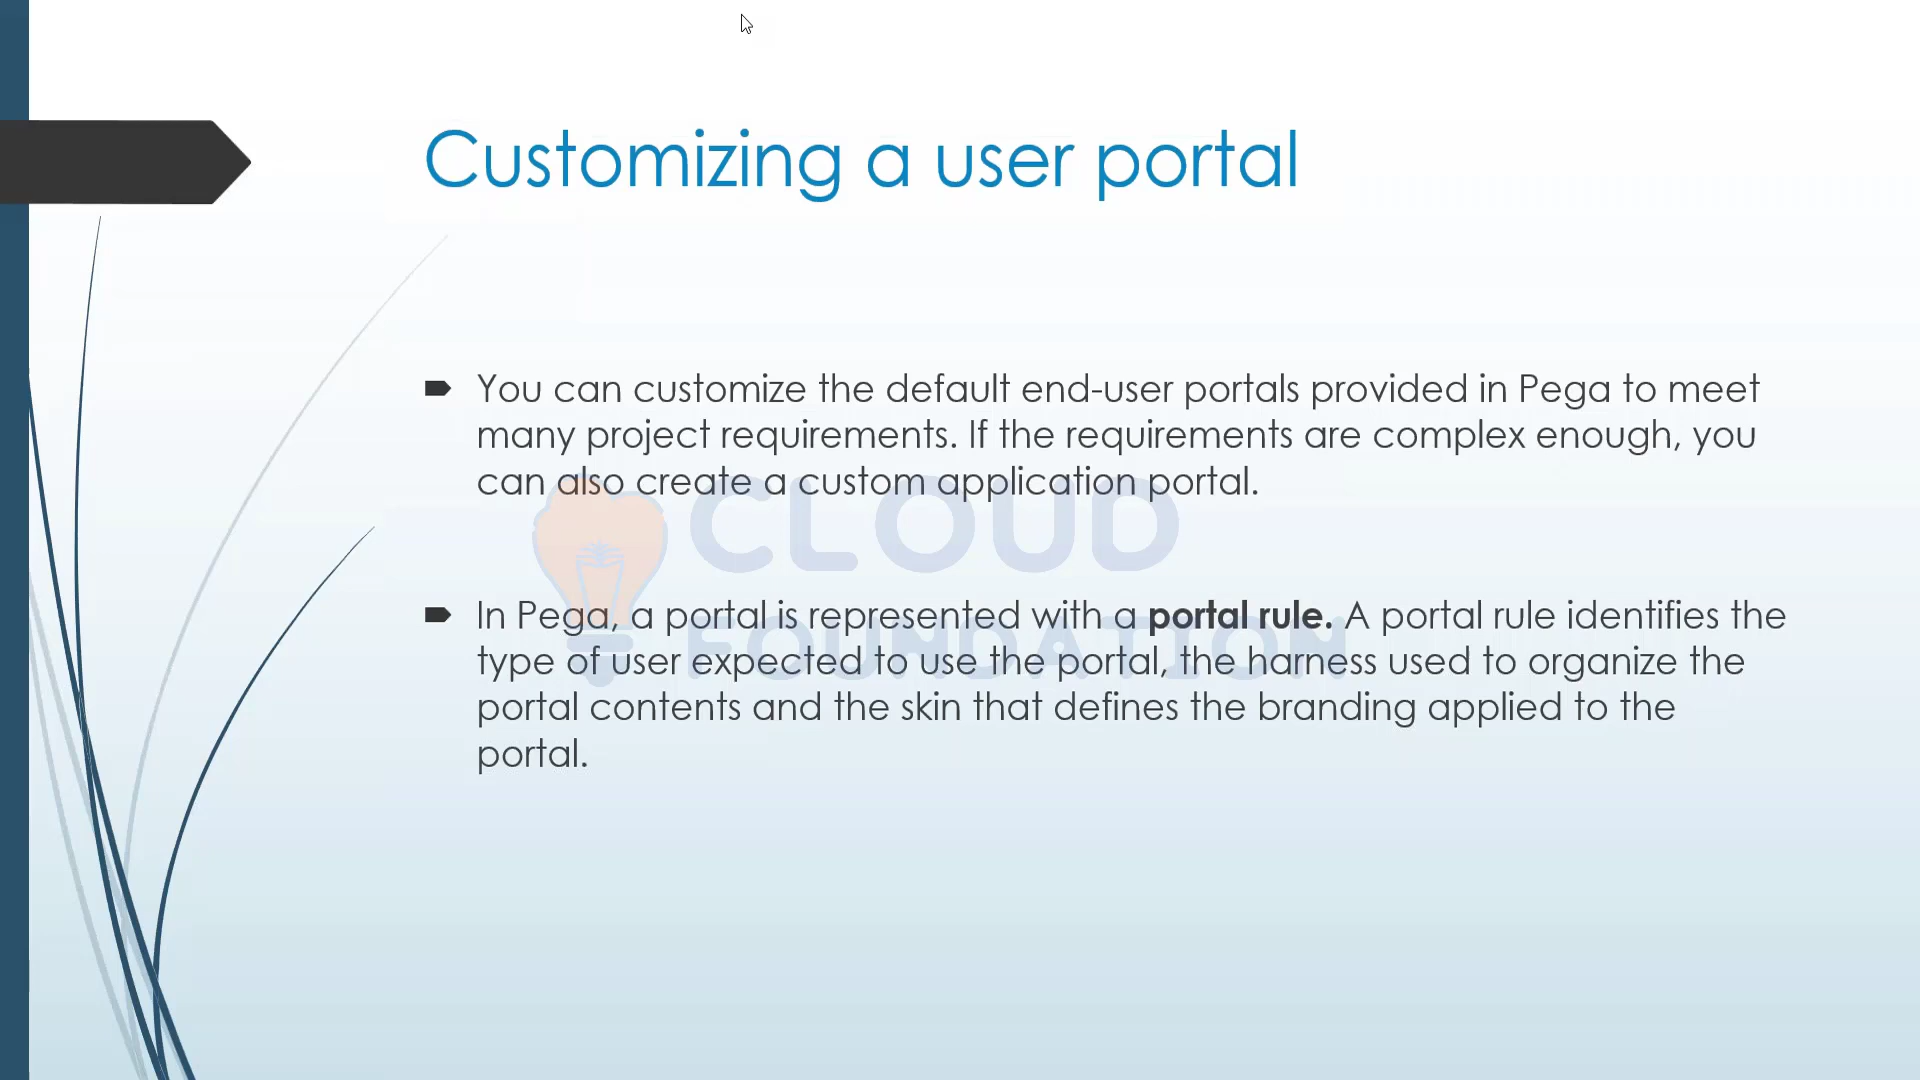 Customizing a user portal
You can customize the default end-user portals provided in Pega to meet
many project requirements. If the requirements are complex enough, you
can also create a custom application portal.
CLOUD
In Pega, a portal is represented with a portal rule. A portal rule identifies the
FOUNDATION
type of user expected to use the portal, the harness used to organize the
portal contents and the skin that defines the branding applied to the
portal.